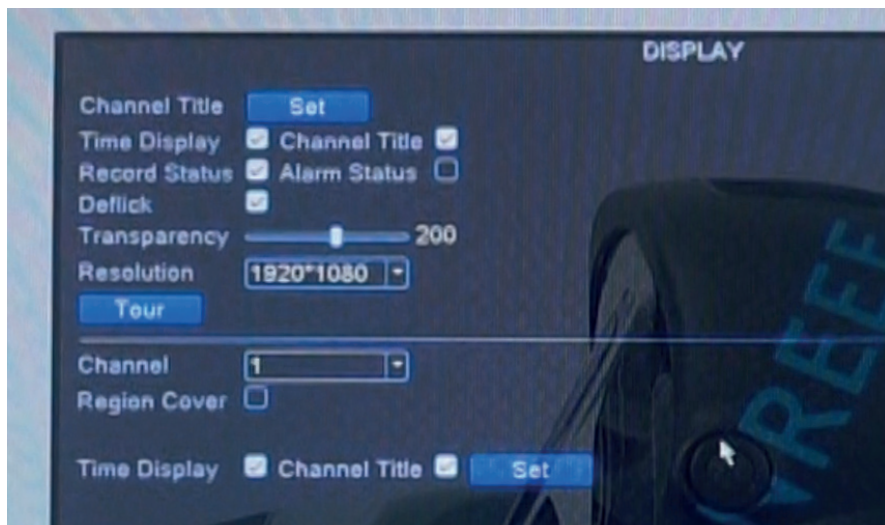 DISPLAY
Channel Title Set
Time Display Channel Title
Record Status Alarm Status
Deflick
Transparency 200
Resolution 1920*1080
Tour
Channel 1
Region Cover
Time Display Channel Title Set